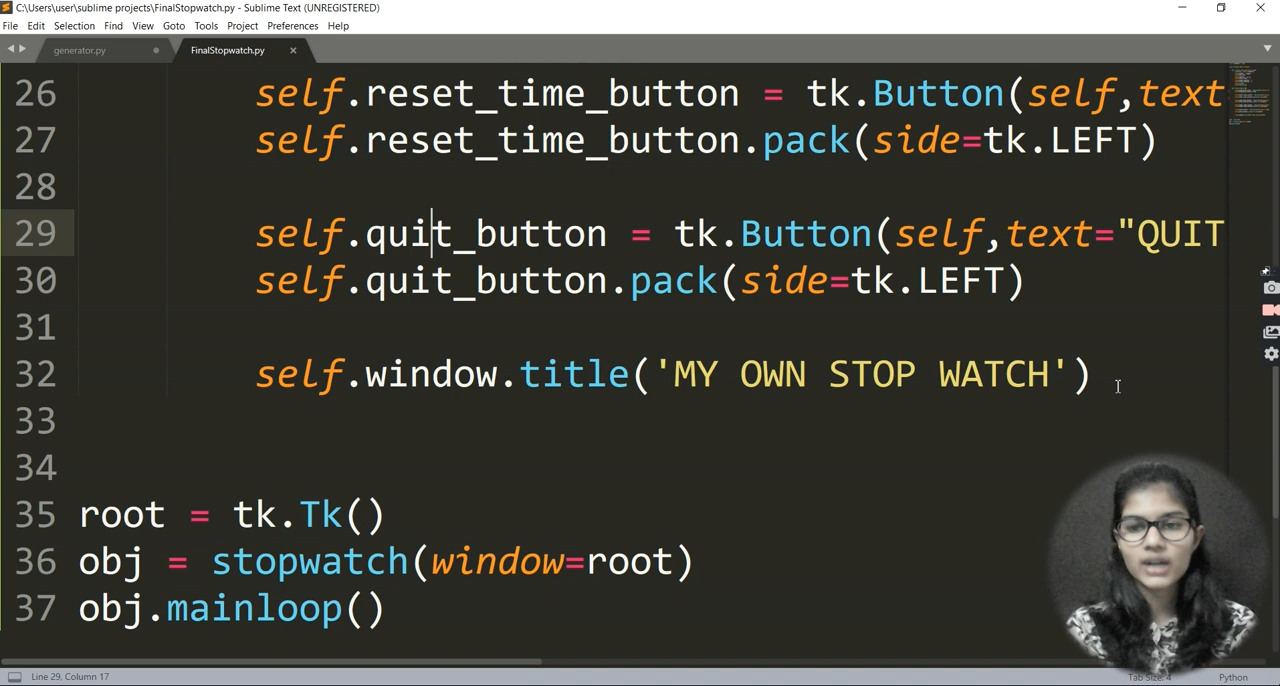 C:\Users\user\sublime projects\FinalStopwatch.py - Sublime Text (UNREGISTERED)
File Edit Selection Find View Goto Tools Project Preferences Help
generator.py FinalStopwatch.py
26 self.reset_time_button = tk.Button(self,text
27 self.reset_time_button.pack(side=tk.LEFT)
28
29 self.quit_button = tk.Button(self,text="QUIT
30 self.quit_button.pack(side=tk.LEFT)
31
32 self.window.title('MY OWN STOP WATCH')
33
34
35 root = tk.Tk()
36 obj = stopwatch(window=root)
37 obj.mainloop()
Line 29, Column 17 Tab Size: 4 Python